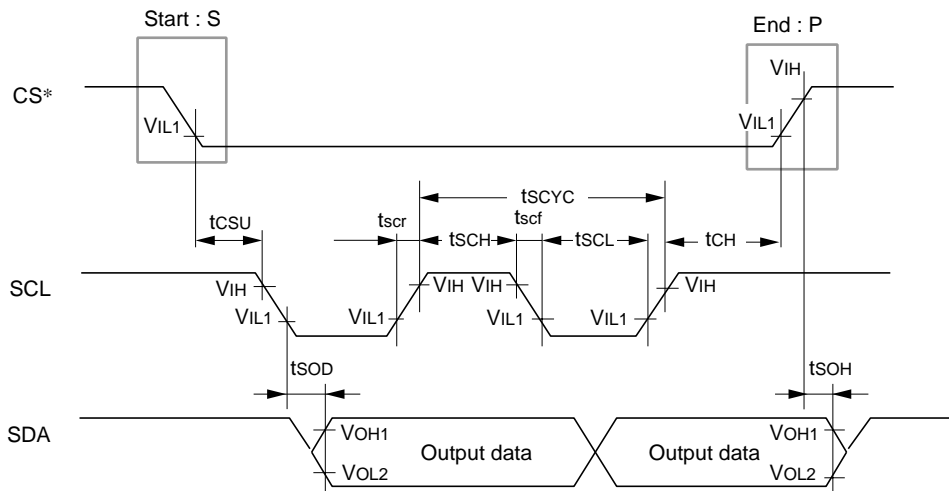 Start : S
End : P
VIH
CS*
VIL1
VIL1
tSCYC
tCSU
tscr
tscf
tSCH
tSCL
tCH
SCL
VIH
VIH
VIH
VIH
VIL1
VIL1
VIL1
VIL1
tSOD
tSOH
SDA
VOH1
Output data
Output data
VOH1
VOL2
VOL2